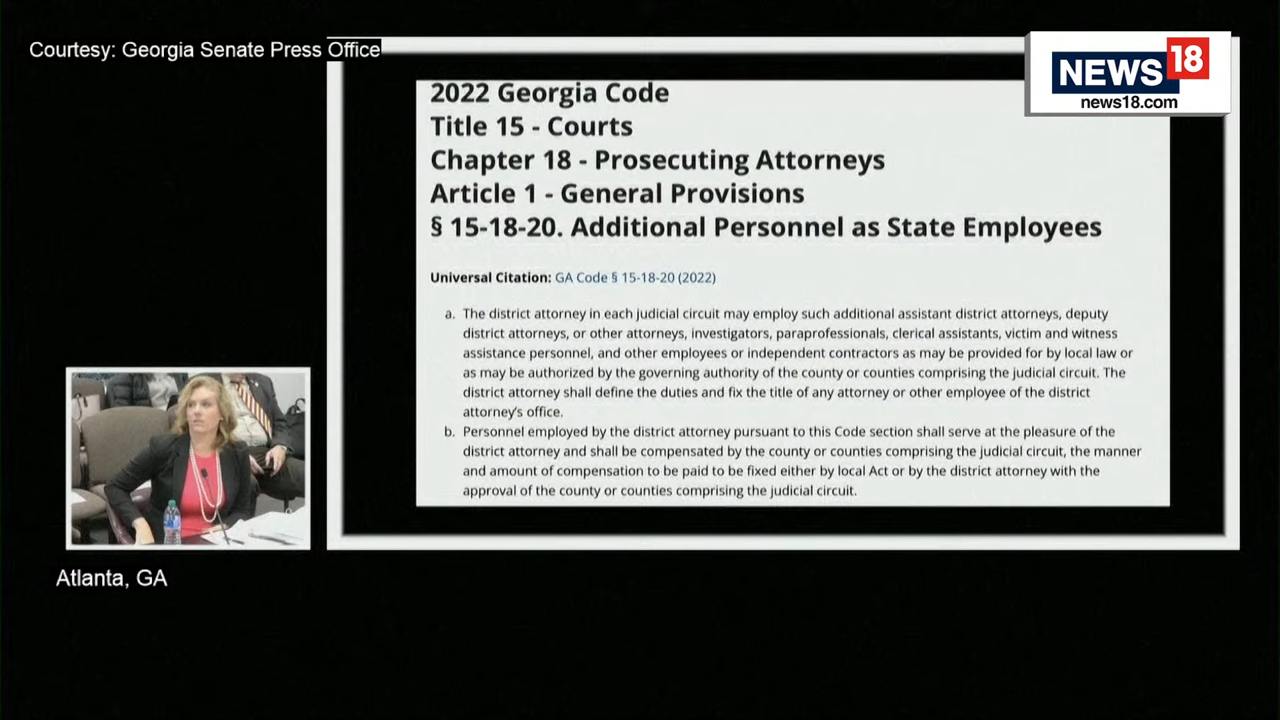 Courtesy: Georgia Senate Press Office
NEWS 18
news18.com
2022 Georgia Code
Title 15 - Courts
Chapter 18 - Prosecuting Attorneys
Article 1 - General Provisions
§ 15-18-20. Additional Personnel as State Employees
Universal Citation: GA Code § 15-18-20 (2022)
a. The district attorney in each judicial circuit may employ such additional assistant district attorneys, deputy
district attorneys, or other attorneys, investigators, paraprofessionals, clerical assistants, victim and witness
assistance personnel, and other employees or independent contractors as may be provided for by local law or
as may be authorized by the governing authority of the county or counties comprising the judicial circuit. The
district attorney shall define the duties and fix the title of any attorney or other employee of the district
attorney's office.
b. Personnel employed by the district attorney pursuant to this Code section shall serve at the pleasure of the
district attorney and shall be compensated by the county or counties comprising the judicial circuit, the manner
and amount of compensation to be paid to be fixed either by local Act or by the district attorney with the
approval of the county or counties comprising the judicial circuit.
Atlanta, GA